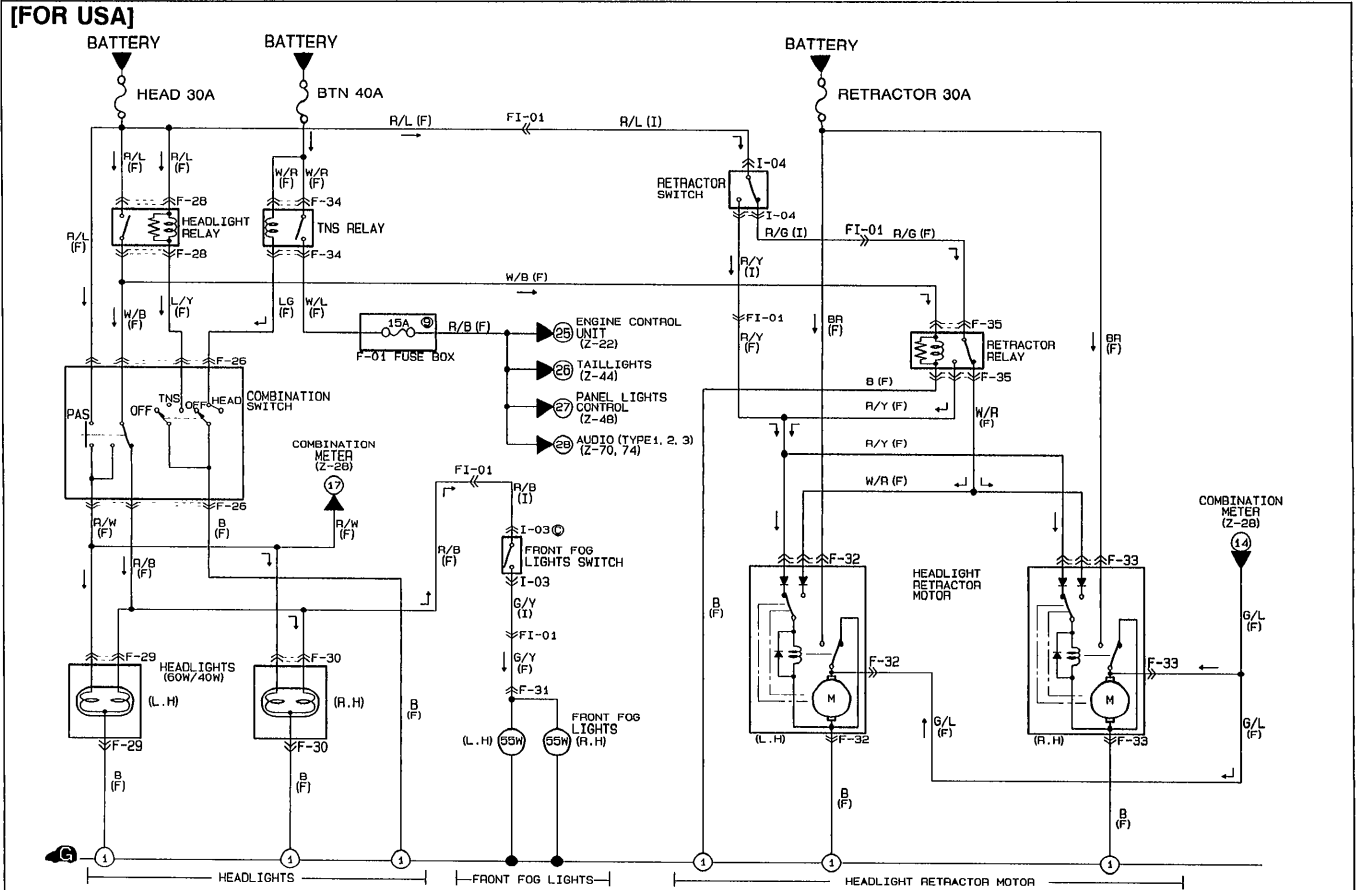 [FOR USA]
BATTERY
BATTERY
BATTERY
HEAD 30A
BTN 40A
RETRACTOR 30A
R/L (F)
FI-01
R/L (I)
R/L
(F)
R/L
(F)
W/R
(F)
W/R
(F)
I-04
RETRACTOR
SWITCH
I-04
F-28
F-34
HEADLIGHT
RELAY
TNS RELAY
F-28
F-34
R/L
(F)
R/G (I)
FI-01
R/G (F)
R/Y
(I)
W/B (F)
W/B
(F)
L/Y
(F)
LG
(F)
W/L
(F)
15A
9
F-01 FUSE BOX
R/B (F)
25
ENGINE CONTROL
UNIT
(Z-22)
26
TAILLIGHTS
(Z-44)
27
PANEL LIGHTS
CONTROL
(Z-48)
28
AUDIO (TYPE1, 2, 3)
(Z-70, 74)
FI-01
R/Y
(F)
BR
(F)
F-35
RETRACTOR
RELAY
F-35
BR
(F)
B (F)
R/Y (F)
W/R
(F)
R/Y (F)
W/R (F)
F-26
COMBINATION
SWITCH
PAS
OFF
TNS
OFF
HEAD
F-26
COMBINATION
METER
(Z-28)
17
R/W
(F)
R/W
(F)
B
(F)
R/B
(F)
R/B
(F)
FI-01
R/B
(I)
I-03 C
FRONT FOG
LIGHTS SWITCH
I-03
G/Y
(I)
FI-01
G/Y
(F)
F-31
FRONT FOG
LIGHTS
(L.H)
55W
55W
(R.H)
F-29
F-30
HEADLIGHTS
(60W/40W)
(L.H)
(R.H)
F-29
F-30
B
(F)
B
(F)
B
(F)
B
(F)
F-32
HEADLIGHT
RETRACTOR
MOTOR
F-33
COMBINATION
METER
(Z-28)
14
G/L
(F)
F-32
F-33
M
M
G/L
(F)
G/L
(F)
(L.H)
F-32
(R.H)
F-33
B
(F)
B
(F)
G
1
1
1
1
1
1
HEADLIGHTS
FRONT FOG LIGHTS
HEADLIGHT RETRACTOR MOTOR